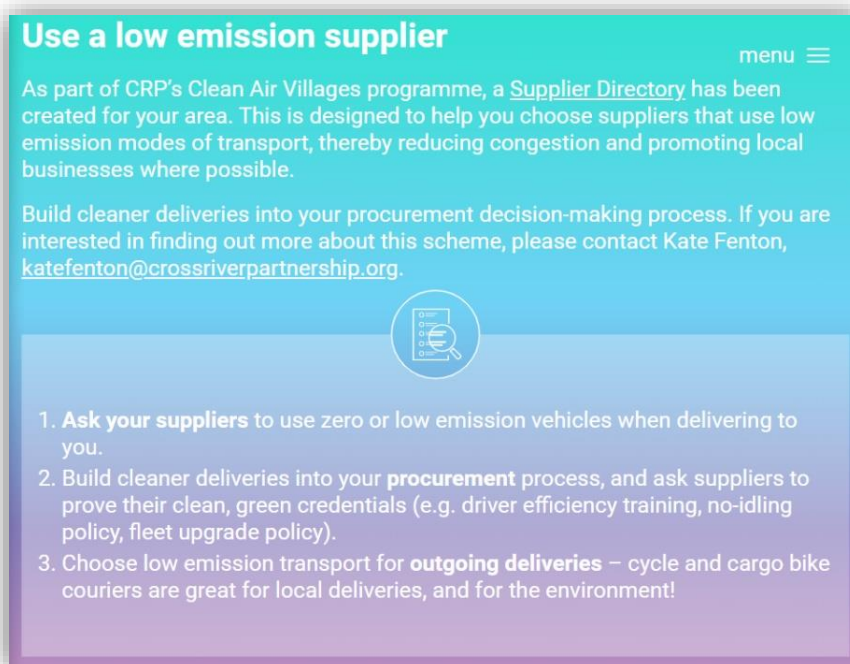 Use a low emission supplier
menu
As part of CRP's Clean Air Villages programme, a Supplier Directory has been
created for your area. This is designed to help you choose suppliers that use low
emission modes of transport, thereby reducing congestion and promoting local
businesses where possible.
Build cleaner deliveries into your procurement decision-making process. If you are
interested in finding out more about this scheme, please contact Kate Fenton,
katefenton@crossriverpartnership.org.
1. Ask your suppliers to use zero or low emission vehicles when delivering to
you.
2. Build cleaner deliveries into your procurement process, and ask suppliers to
prove their clean, green credentials (e.g. driver efficiency training, no-idling
policy, fleet upgrade policy).
3. Choose low emission transport for outgoing deliveries – cycle and cargo bike
couriers are great for local deliveries, and for the environment!